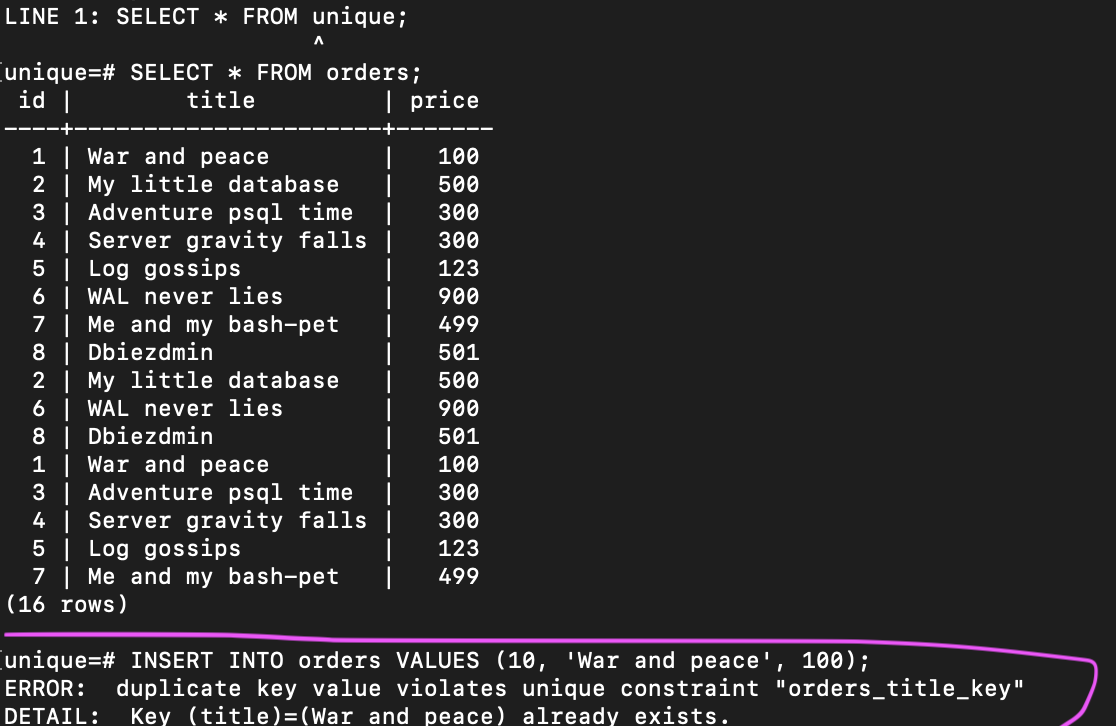 LINE 1: SELECT * FROM unique;
^
unique=# SELECT * FROM orders;
id | title | price
----+----------------------+-------
1 | War and peace | 100
2 | My little database | 500
3 | Adventure psql time | 300
4 | Server gravity falls | 300
5 | Log gossips | 123
6 | WAL never lies | 900
7 | Me and my bash-pet | 499
8 | Dbiezdmin | 501
2 | My little database | 500
6 | WAL never lies | 900
8 | Dbiezdmin | 501
1 | War and peace | 100
3 | Adventure psql time | 300
4 | Server gravity falls | 300
5 | Log gossips | 123
7 | Me and my bash-pet | 499
(16 rows)
unique=# INSERT INTO orders VALUES (10, 'War and peace', 100);
ERROR: duplicate key value violates unique constraint "orders_title_key"
DETAIL: Key (title)=(War and peace) already exists.